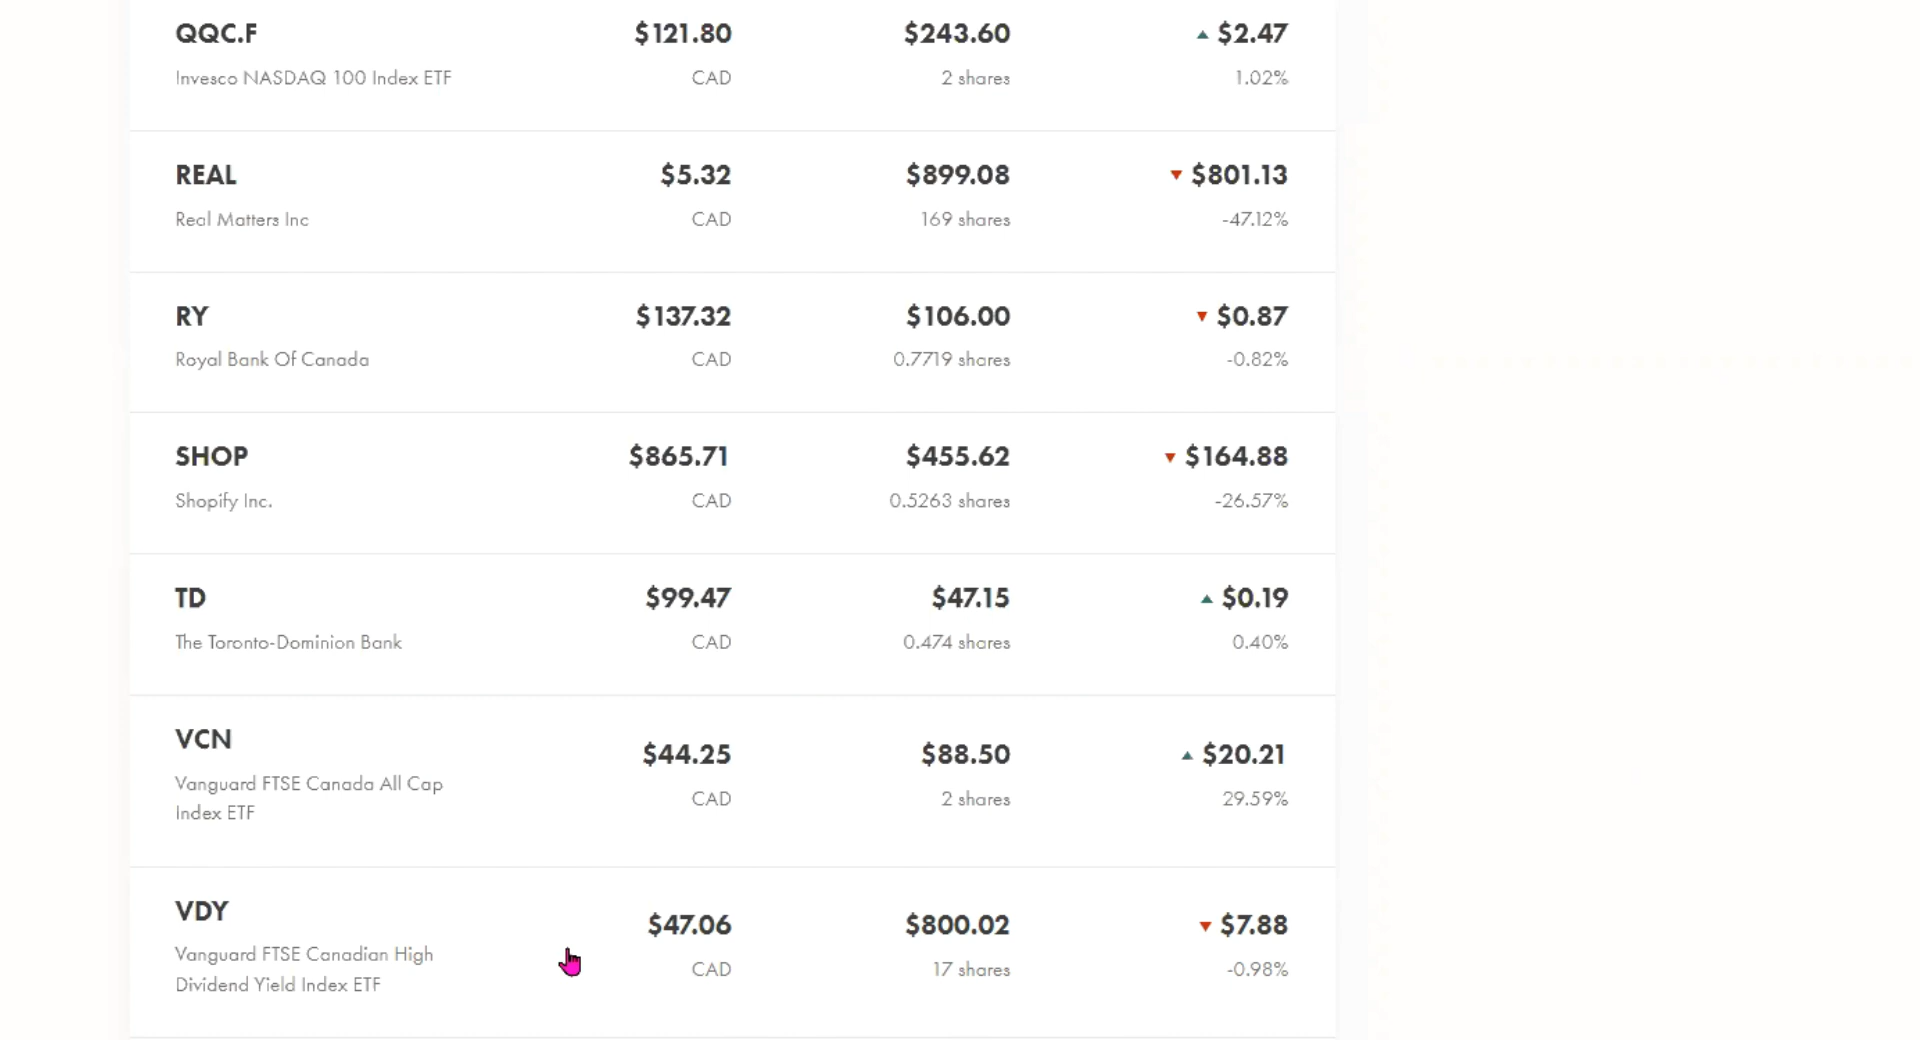 QQC.F $121.80 $243.60 ▲ $2.47
Invesco NASDAQ 100 Index ETF CAD 2 shares 1.02%
REAL $5.32 $899.08 ▼ $801.13
Real Matters Inc CAD 169 shares -47.12%
RY $137.32 $106.00 ▼ $0.87
Royal Bank Of Canada CAD 0.7719 shares -0.82%
SHOP $865.71 $455.62 ▼ $164.88
Shopify Inc. CAD 0.5263 shares -26.57%
TD $99.47 $47.15 ▲ $0.19
The Toronto-Dominion Bank CAD 0.474 shares 0.40%
VCN $44.25 $88.50 ▲ $20.21
Vanguard FTSE Canada All Cap CAD 2 shares 29.59%
Index ETF
VDY $47.06 $800.02 ▼ $7.88
Vanguard FTSE Canadian High CAD 17 shares -0.98%
Dividend Yield Index ETF